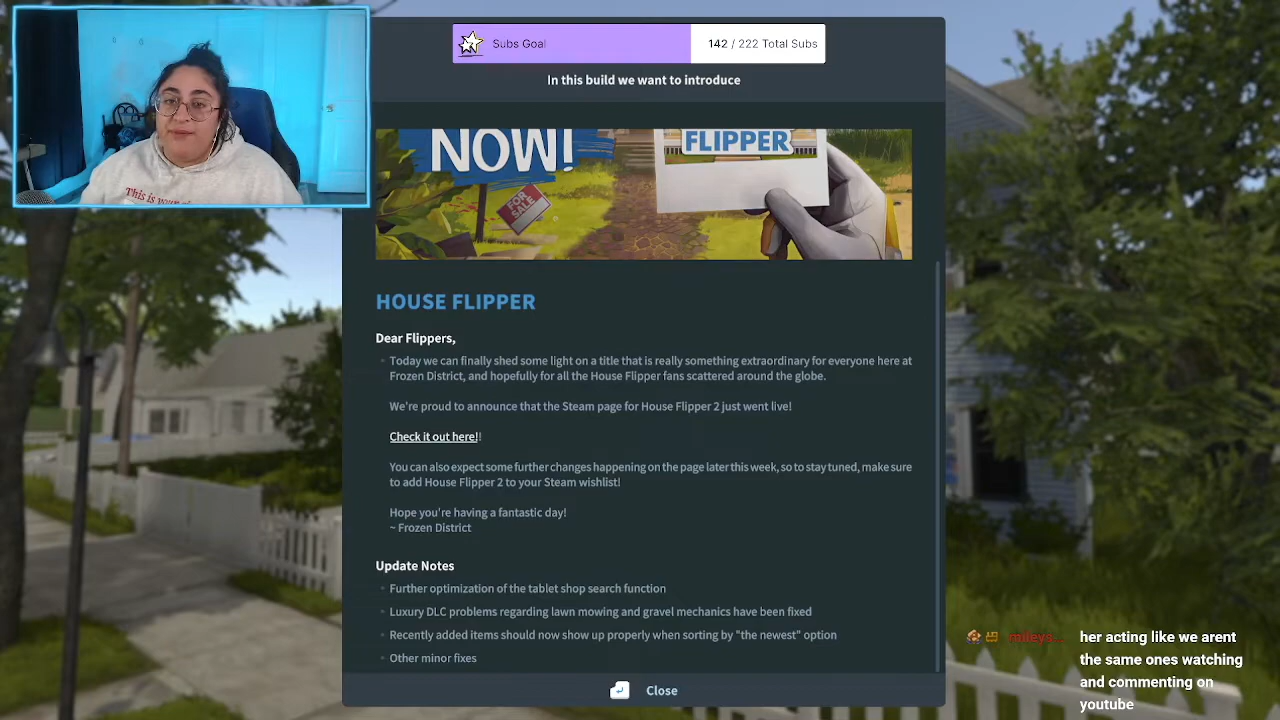 Subs Goal
142 / 222 Total Subs
In this build we want to introduce
NOW!
FLIPPER
FOR
SALE
This is your
HOUSE FLIPPER
Dear Flippers,
Today we can finally shed some light on a title that is really something extraordinary for everyone here at
Frozen District, and hopefully for all the House Flipper fans scattered around the globe.
We're proud to announce that the Steam page for House Flipper 2 just went live!
Check it out here!!
You can also expect some further changes happening on the page later this week, so to stay tuned, make sure
to add House Flipper 2 to your Steam wishlist!
Hope you're having a fantastic day!
~ Frozen District
Update Notes
Further optimization of the tablet shop search function
Luxury DLC problems regarding lawn mowing and gravel mechanics have been fixed
Recently added items should now show up properly when sorting by "the newest" option
Other minor fixes
mileys...
her acting like we arent
the same ones watching
and commenting on
youtube
Close